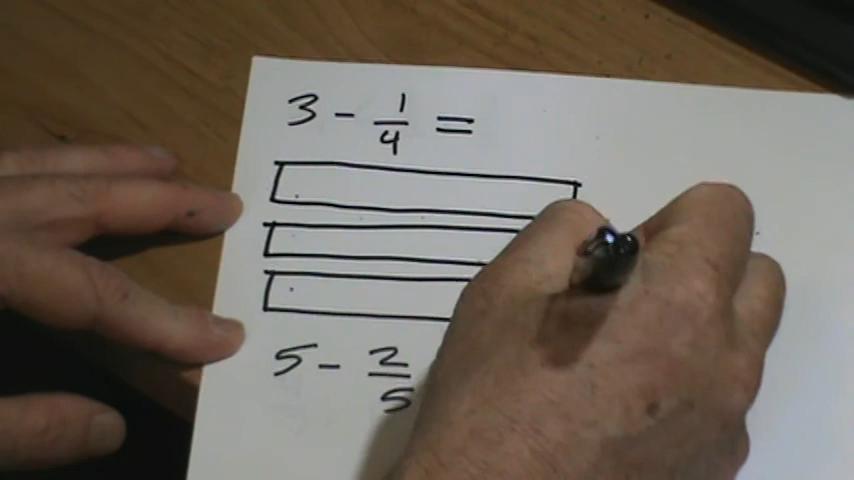 3 - 1/4 =
5 - 2/5